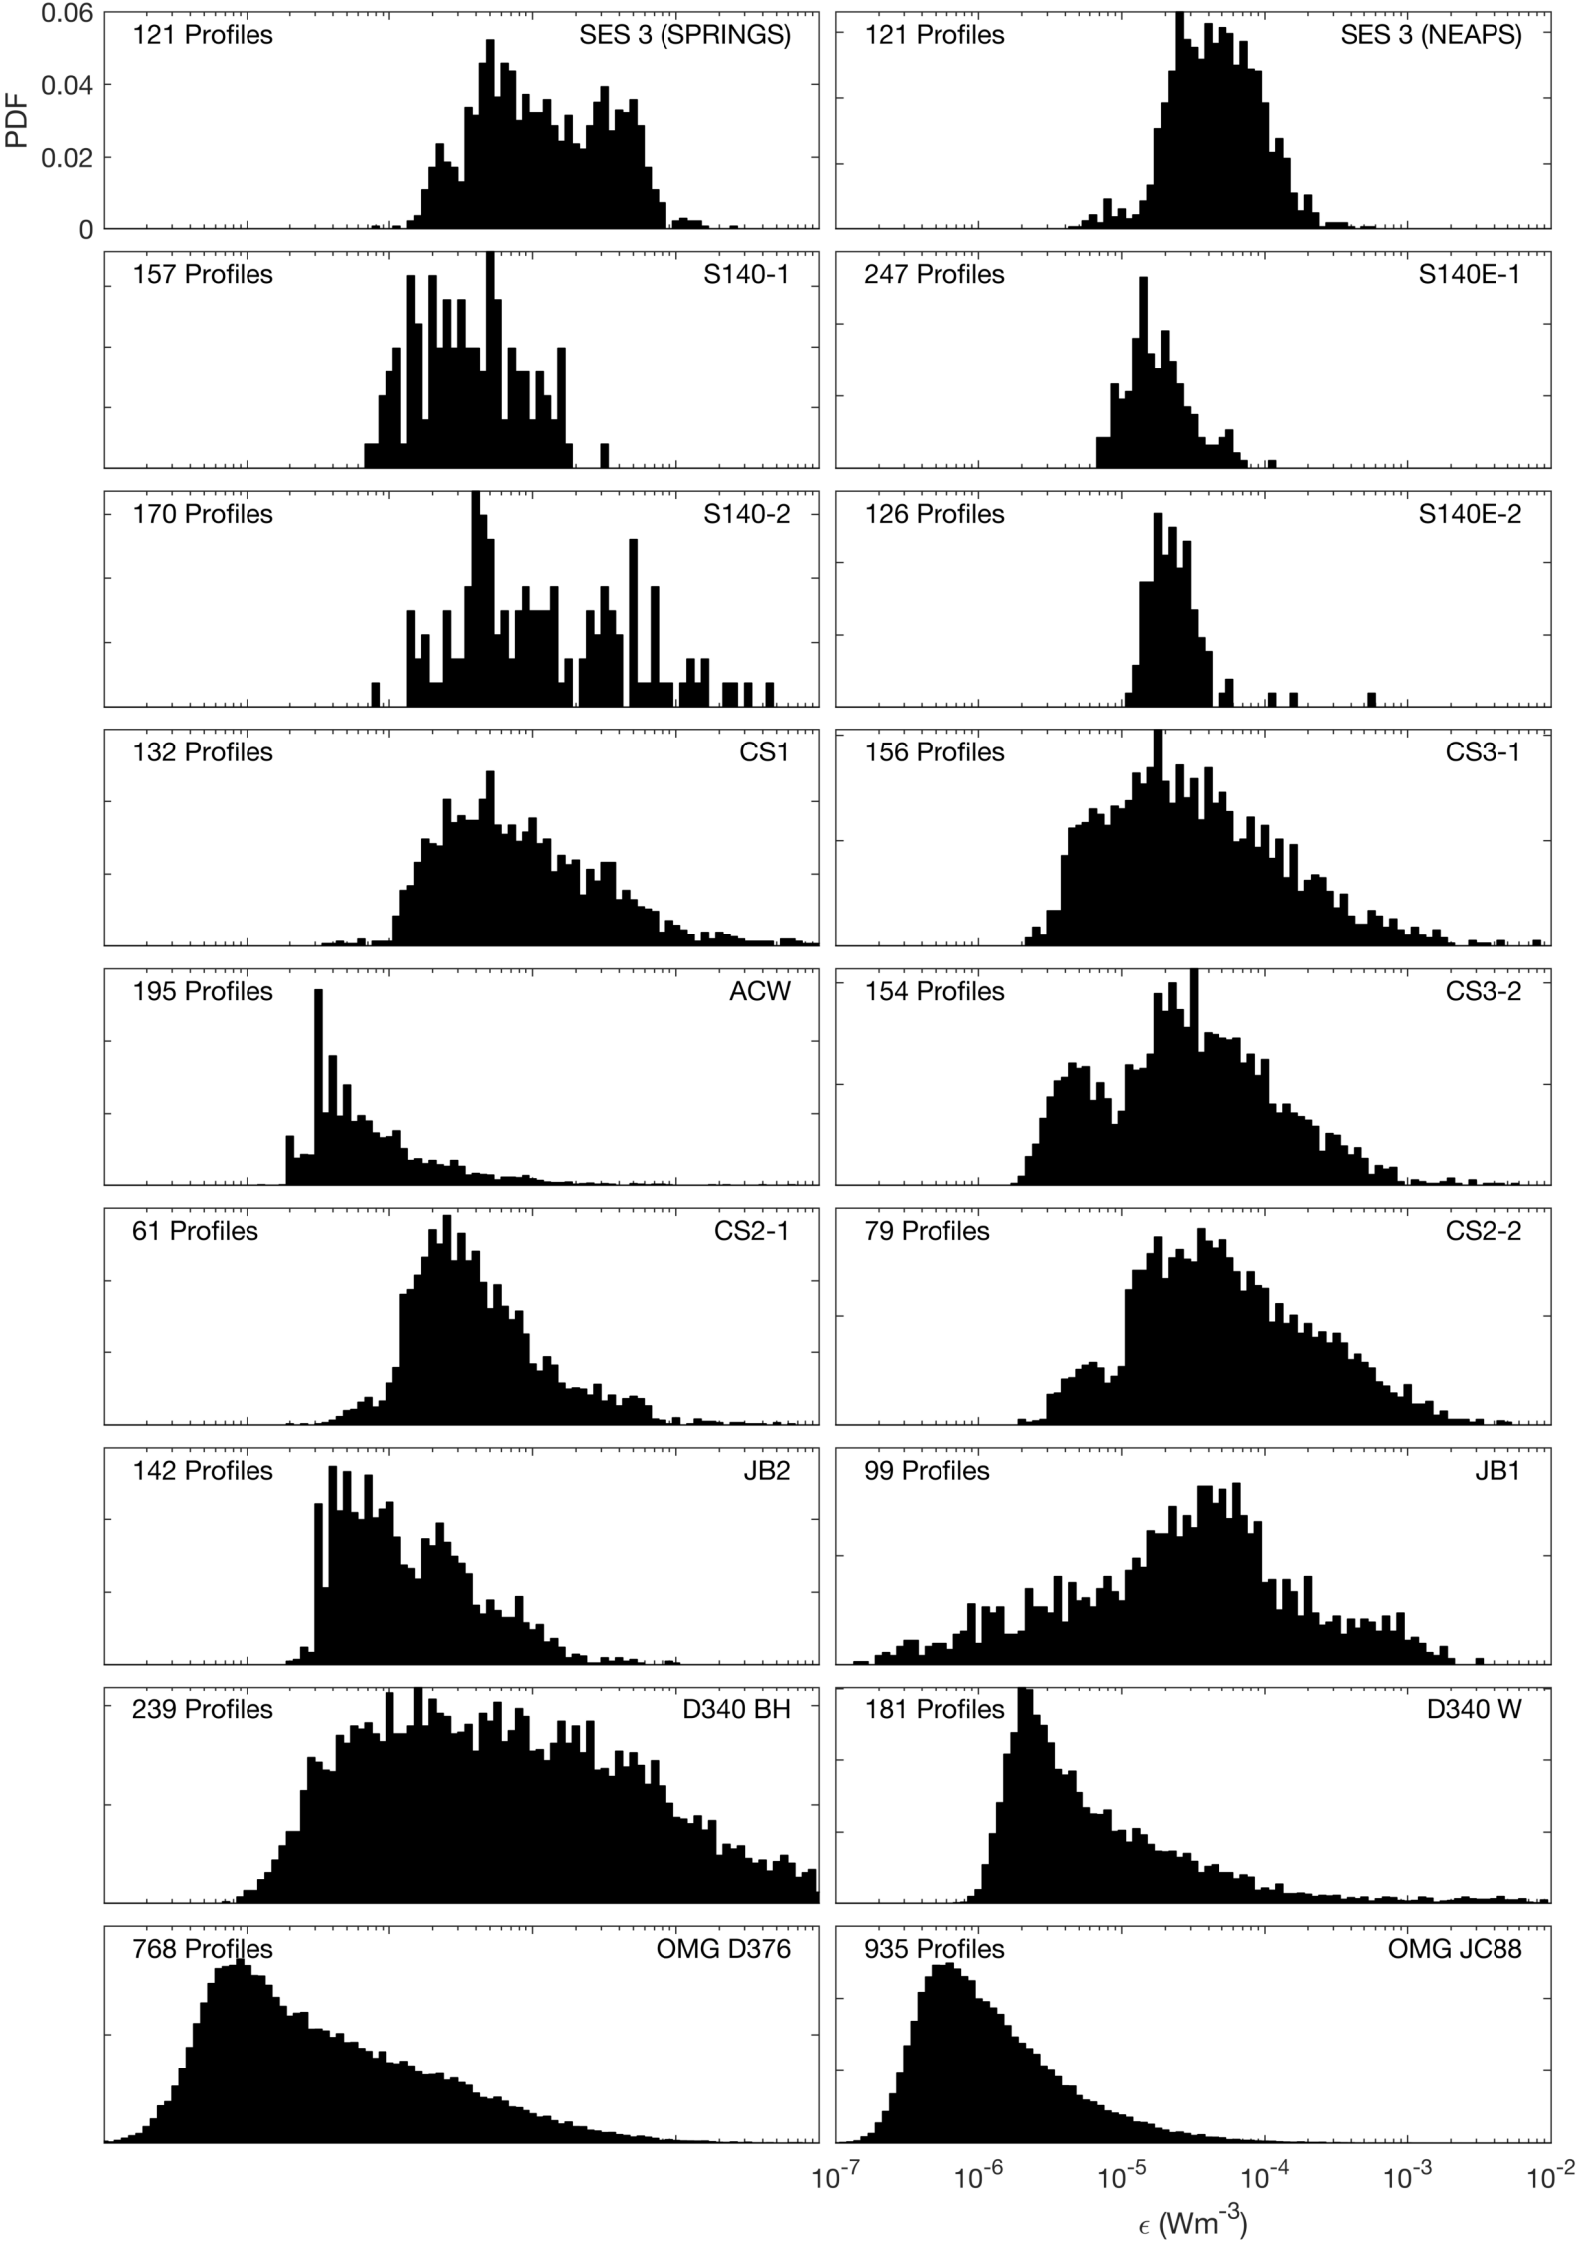 0.06
121 Profiles SES 3 (SPRINGS)
121 Profiles SES 3 (NEAPS)
PDF
0.04
0.02
0
157 Profiles S140-1
247 Profiles S140E-1
170 Profiles S140-2
126 Profiles S140E-2
132 Profiles CS1
156 Profiles CS3-1
195 Profiles ACW
154 Profiles CS3-2
61 Profiles CS2-1
79 Profiles CS2-2
142 Profiles JB2
99 Profiles JB1
239 Profiles D340 BH
181 Profiles D340 W
768 Profiles OMG D376
935 Profiles OMG JC88
10⁻⁷ 10⁻⁶ 10⁻⁵ 10⁻⁴ 10⁻³ 10⁻²
ϵ (Wm⁻³)